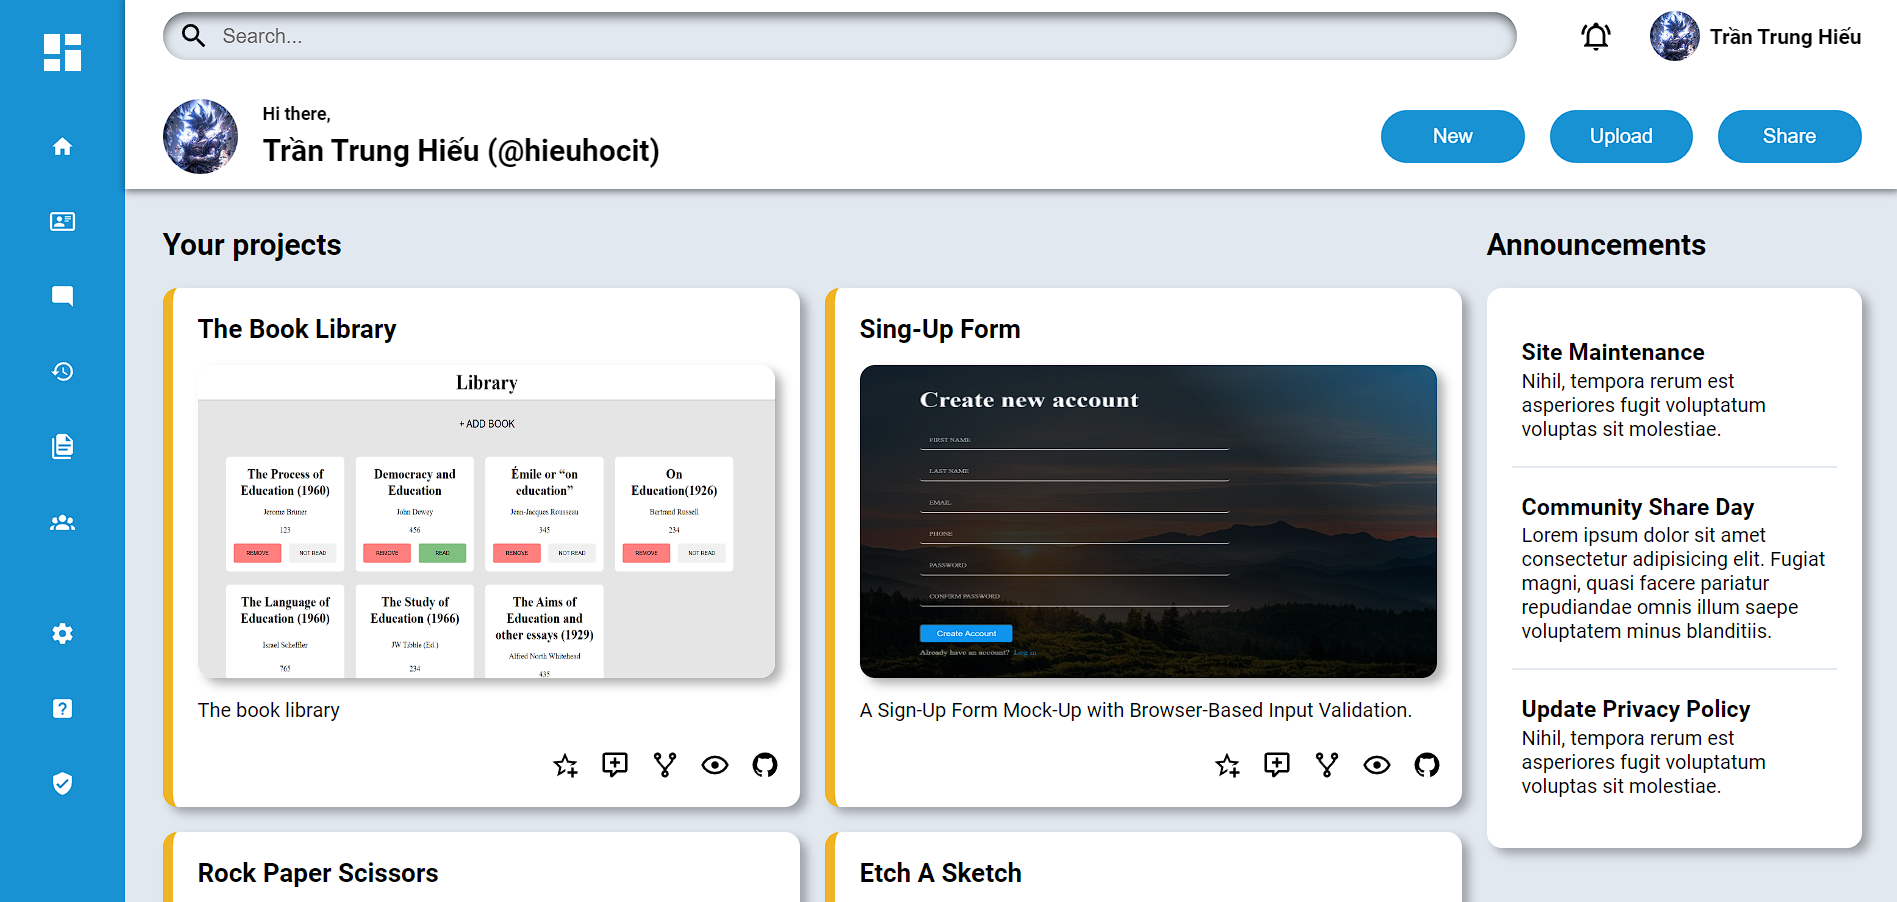 Search...
Trần Trung Hiếu
Hi there,
Trần Trung Hiếu (@hieuhocit)
New
Upload
Share
Your projects
Announcements
The Book Library
Library
+ ADD BOOK
The Process of
Education (1960)
Jerome Bruner
123
REMOVE
NOT READ
Democracy and
Education
John Dewey
456
REMOVE
READ
Émile or “on
education”
Jean-Jacques Rousseau
345
REMOVE
NOT READ
On
Education(1926)
Bertrand Russell
234
REMOVE
NOT READ
The Language of
Education (1960)
Israel Scheffler
765
The Study of
Education (1966)
JW Tibble (Ed.)
234
The Aims of
Education and
other essays (1929)
Alfred North Whitehead
435
The book library
Sing-Up Form
Create new account
FIRST NAME
LAST NAME
EMAIL
PHONE
PASSWORD
CONFIRM PASSWORD
Create Account
Already have an account? Log in
A Sign-Up Form Mock-Up with Browser-Based Input Validation.
Site Maintenance
Nihil, tempora rerum est
asperiores fugit voluptatum
voluptas sit molestiae.
Community Share Day
Lorem ipsum dolor sit amet
consectetur adipisicing elit. Fugiat
magni, quasi facere pariatur
repudiandae omnis illum saepe
voluptatem minus blanditiis.
Update Privacy Policy
Nihil, tempora rerum est
asperiores fugit voluptatum
voluptas sit molestiae.
Rock Paper Scissors
Etch A Sketch